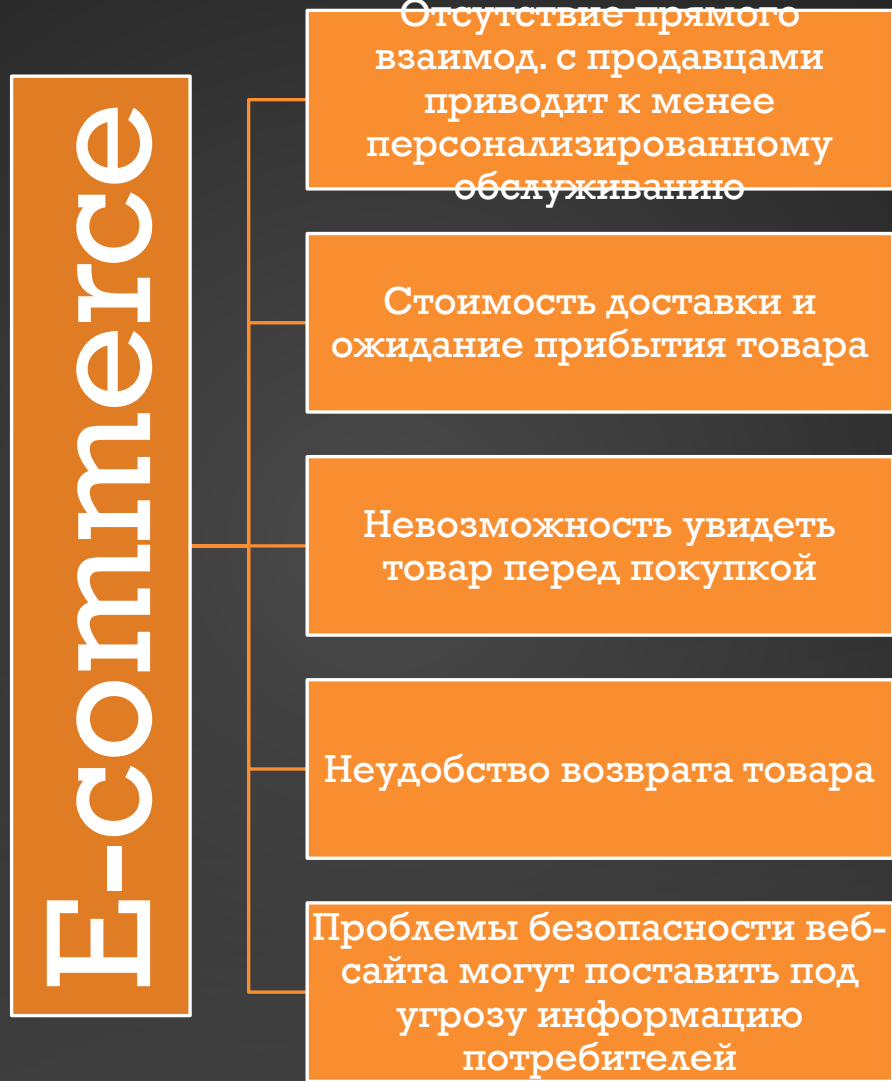 E-commerce
Отсутствие прямого
взаимод. с продавцами
приводит к менее
персонализированному
обслуживанию
Стоимость доставки и
ожидание прибытия товара
Невозможность увидеть
товар перед покупкой
Неудобство возврата товара
Проблемы безопасности веб-
сайта могут поставить под
угрозу информацию
потребителей